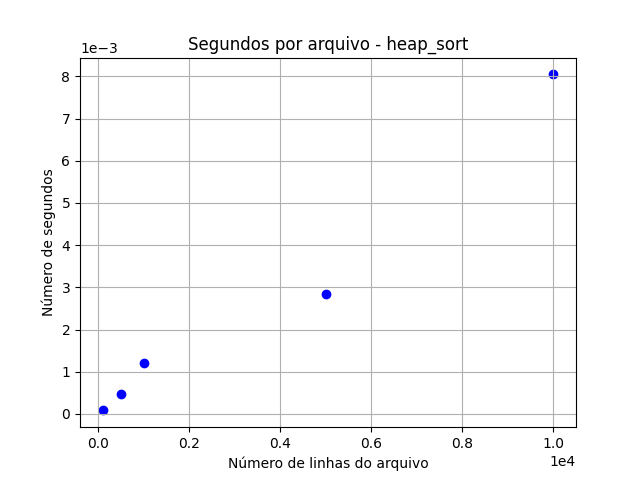 Segundos por arquivo - heap_sort
1e−3
8
7
6
5
4
3
2
1
0
Número de segundos
0.0 0.2 0.4 0.6 0.8 1.0
1e4
Número de linhas do arquivo